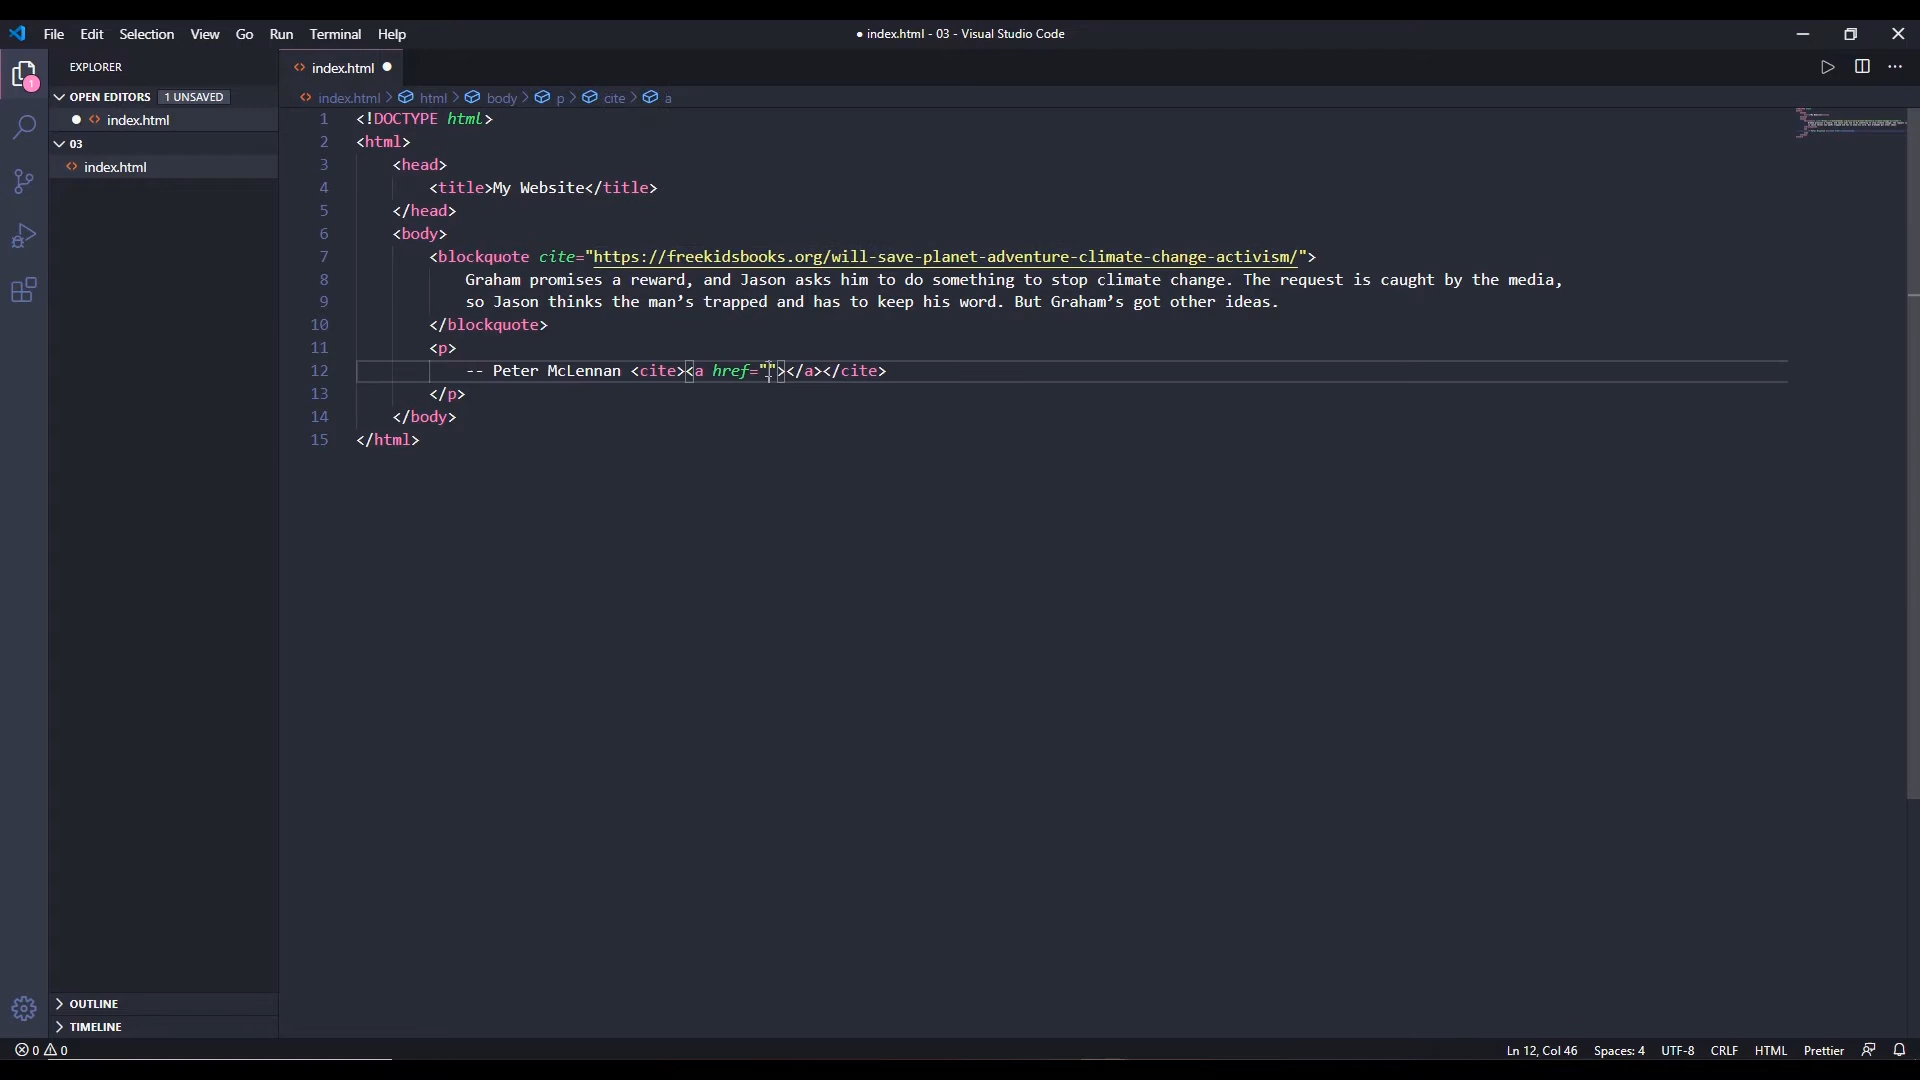 File Edit Selection View Go Run Terminal Help
● index.html - 03 - Visual Studio Code
EXPLORER
index.html ●
1
OPEN EDITORS 1 UNSAVED
index.html > html > body > p > cite > a
● index.html
03
index.html
1 <!DOCTYPE html>
2 <html>
3 <head>
4 <title>My Website</title>
5 </head>
6 <body>
7 <blockquote cite="https://freekidsbooks.org/will-save-planet-adventure-climate-change-activism/">
8 Graham promises a reward, and Jason asks him to do something to stop climate change. The request is caught by the media,
9 so Jason thinks the man’s trapped and has to keep his word. But Graham’s got other ideas.
10 </blockquote>
11 <p>
12 -- Peter McLennan <cite><a href=""></a></cite>
13 </p>
14 </body>
15 </html>
OUTLINE
TIMELINE
0 0
Ln 12, Col 46 Spaces: 4 UTF-8 CRLF HTML Prettier